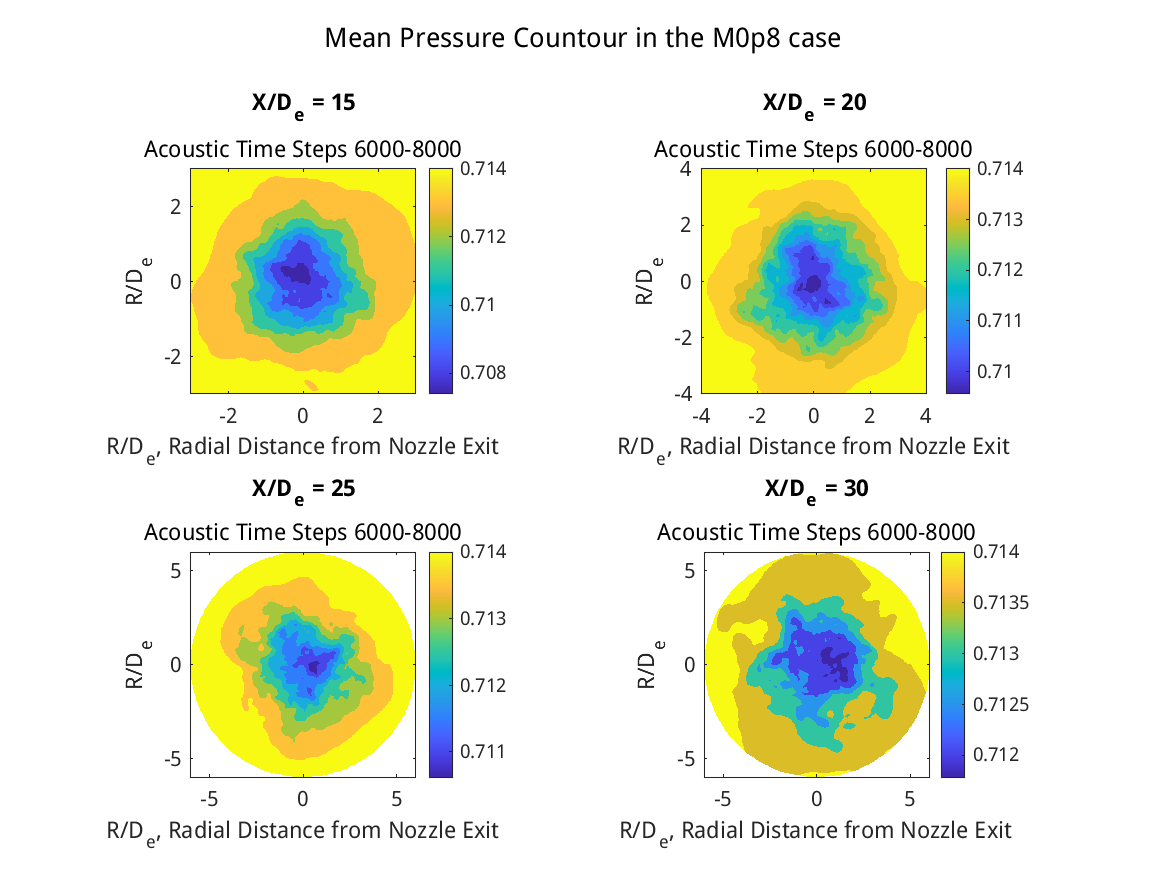 Mean Pressure Countour in the M0p8 case
X/De = 15
Acoustic Time Steps 6000-8000
2
0
-2
R/De
-2 0 2
R/De, Radial Distance from Nozzle Exit
0.714
0.712
0.71
0.708
X/De = 20
Acoustic Time Steps 6000-8000
4
2
0
-2
-4
R/De
-4 -2 0 2 4
R/De, Radial Distance from Nozzle Exit
0.714
0.713
0.712
0.711
0.71
X/De = 25
Acoustic Time Steps 6000-8000
5
0
-5
R/De
-5 0 5
R/De, Radial Distance from Nozzle Exit
0.714
0.713
0.712
0.711
X/De = 30
Acoustic Time Steps 6000-8000
5
0
-5
R/De
-5 0 5
R/De, Radial Distance from Nozzle Exit
0.714
0.7135
0.713
0.7125
0.712